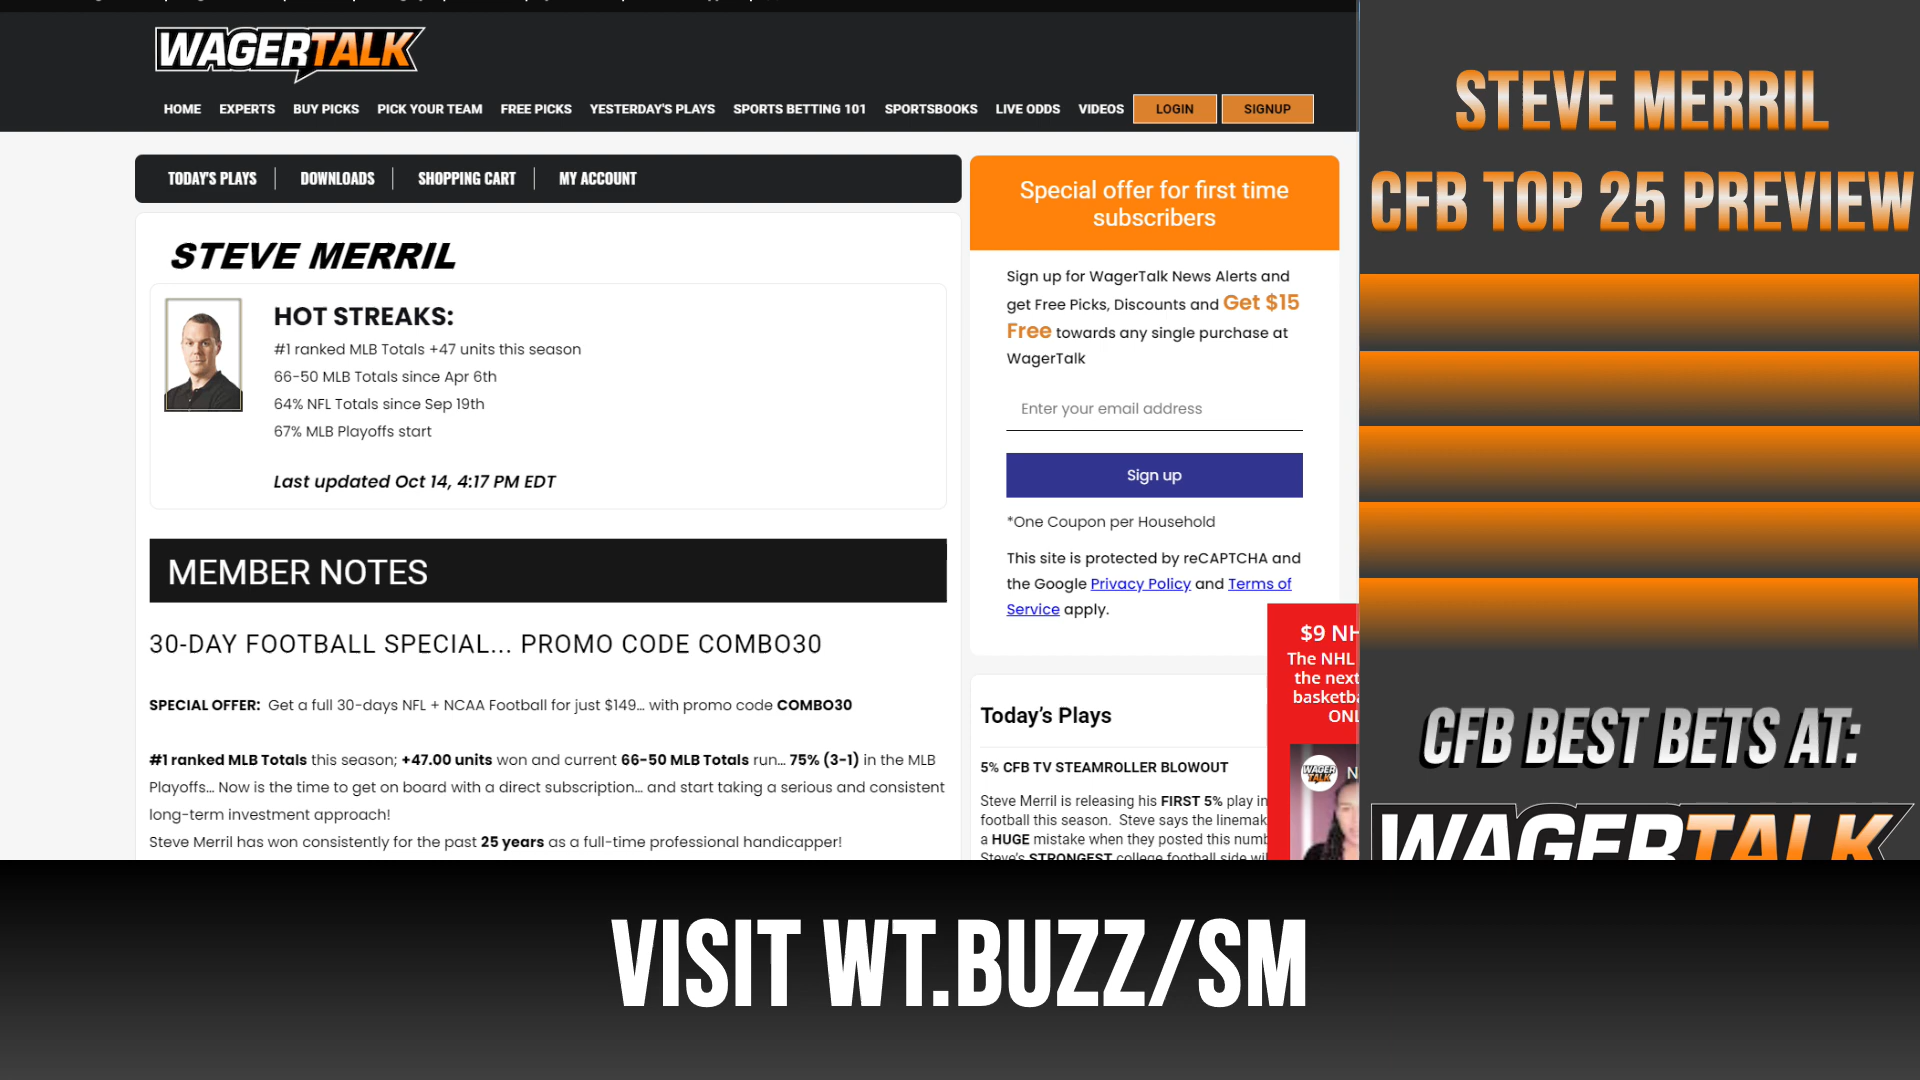 WAGERTALK
HOME EXPERTS BUY PICKS PICK YOUR TEAM FREE PICKS YESTERDAY'S PLAYS SPORTS BETTING 101 SPORTSBOOKS LIVE ODDS VIDEOS LOGIN SIGNUP
TODAY'S PLAYS DOWNLOADS SHOPPING CART MY ACCOUNT
STEVE MERRIL
HOT STREAKS:
#1 ranked MLB Totals +47 units this season
66-50 MLB Totals since Apr 6th
64% NFL Totals since Sep 19th
67% MLB Playoffs start
Last updated Oct 14, 4:17 PM EDT
MEMBER NOTES
30-DAY FOOTBALL SPECIAL... PROMO CODE COMBO30
SPECIAL OFFER: Get a full 30-days NFL + NCAA Football for just $149... with promo code COMBO30
#1 ranked MLB Totals this season; +47.00 units won and current 66-50 MLB Totals run... 75% (3-1) in the MLB
Playoffs... Now is the time to get on board with a direct subscription... and start taking a serious and consistent
long-term investment approach!
Steve Merril has won consistently for the past 25 years as a full-time professional handicapper!
Special offer for first time
subscribers
Sign up for WagerTalk News Alerts and
get Free Picks, Discounts and Get $15
Free towards any single purchase at
WagerTalk
Enter your email address
Sign up
*One Coupon per Household
This site is protected by reCAPTCHA and
the Google Privacy Policy and Terms of
Service apply.
Today's Plays
5% CFB TV STEAMROLLER BLOWOUT
Steve Merril is releasing his FIRST 5% play in
football this season. Steve says the linemak
a HUGE mistake when they posted this numb
Steve's STRONGEST college football side wil
$9 NH
The NHL
the next
basketba
ONL
WAGER
TALK
N
STEVE MERRIL
CFB TOP 25 PREVIEW
CFB BEST BETS AT:
WAGERTALK
VISIT WT.BUZZ/SM